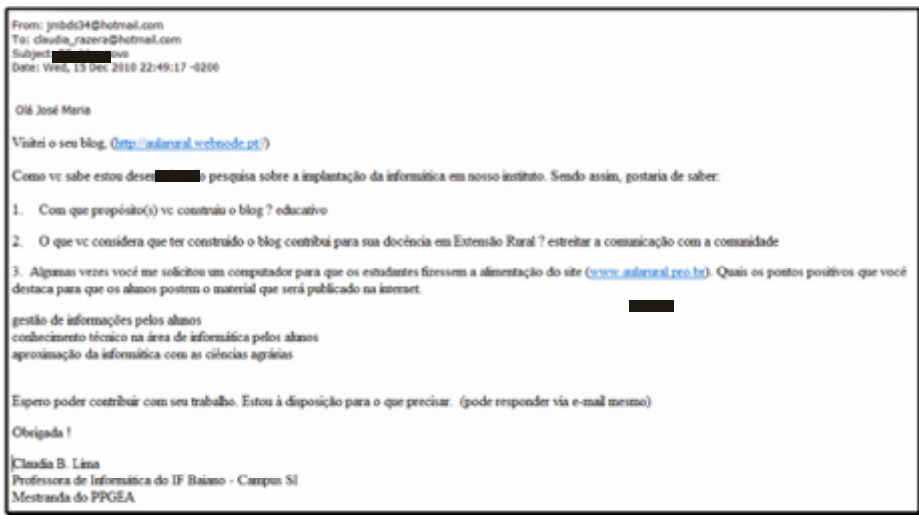 From: jmbds34@hotmail.com
To: claudia_razera@hotmail.com
Subject: ovo
Date: Wed, 15 Dec 2010 22:49:17 -0200
Olá José Maria
Visitei o seu blog, (http://aularural.webnode.pt/)
Como vc sabe estou desen o pesquisa sobre a implantação da informática em nosso instituto. Sendo assim, gostaria de saber:
1. Com que propósito(s) vc construiu o blog ? educativo
2. O que vc considera que ter construído o blog contribui para sua docência em Extensão Rural ? estreitar a comunicação com a comunidade
3. Algumas vezes você me solicitou um computador para que os estudantes fizessem a alimentação do site (www.aularural.pro.br). Quais os pontos positivos que você
destaca para que os alunos postem o material que será publicado na internet.
gestão de informações pelos alunos
conhecimento técnico na área de informática pelos alunos
aproximação da informática com as ciências agrárias
Espero poder contribuir com seu trabalho. Estou à disposição para o que precisar. (pode responder via e-mail mesmo)
Obrigada !
Claudia B. Lima
Professora de Informática do IF Baiano - Campus SI
Mestranda do PPGEA